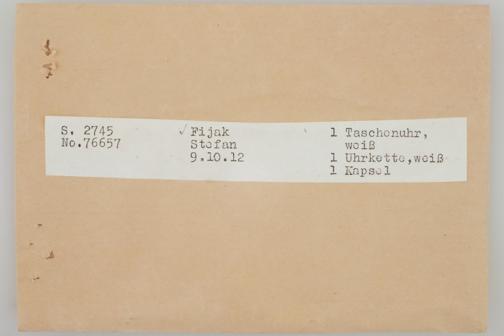 S. 2745 ✓ Fijak 1 Taschenuhr,
No.76657 Stefan weiß
9.10.12 1 Uhrkette,weiß
1 Kapsel